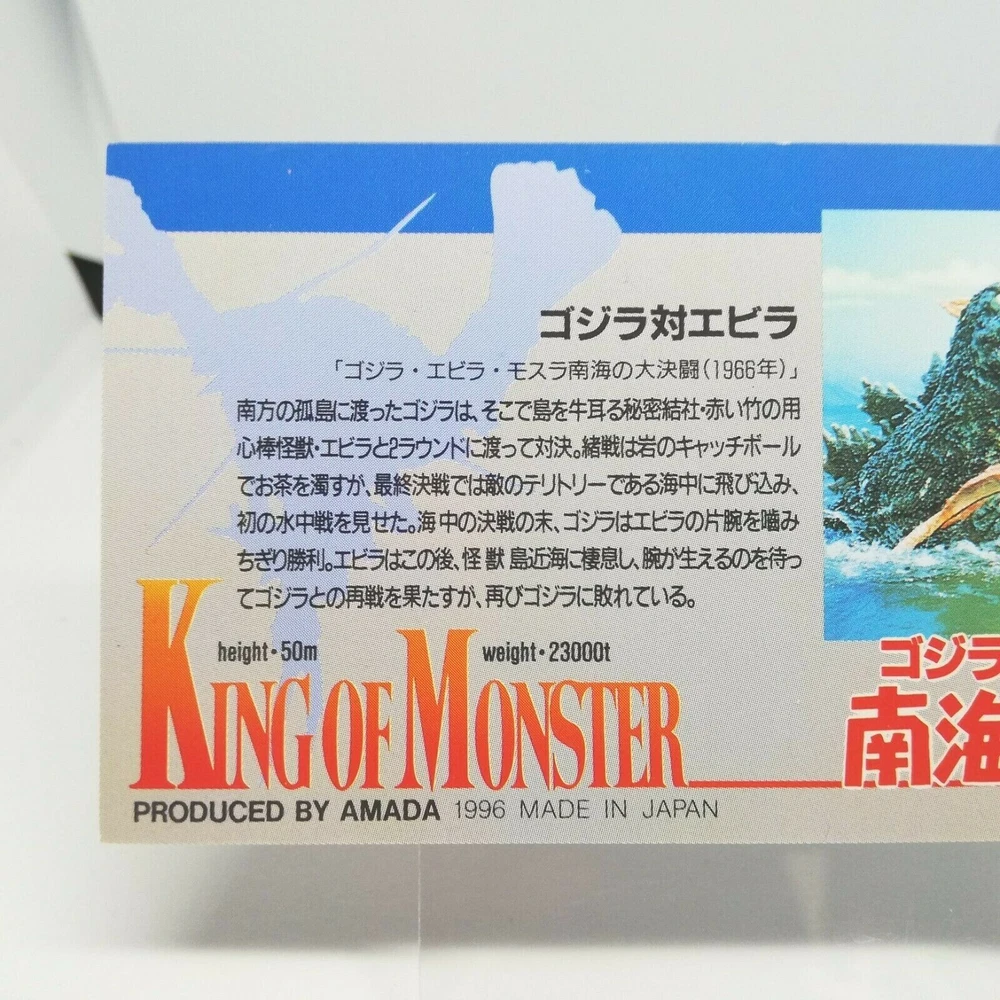 ゴジラ対エビラ
「ゴジラ・エビラ・モスラ南海の大決闘(1966年)」
南方の孤島に渡ったゴジラは、そこで島を牛耳る秘密結社・赤い竹の用
心棒怪獣・エビラと2ラウンドに渡って対決。緒戦は岩のキャッチボール
でお茶を濁すが、最終決戦では敵のテリトリーである海中に飛び込み、
初の水中戦を見せた。海中の決戦の末、ゴジラはエビラの片腕を嚙み
ちぎり勝利。エビラはこの後、怪獣島近海に棲息し、腕が生えるのを待っ
てゴジラとの再戦を果たすが、再びゴジラに敗れている。
height・50m weight・23000t
KING OF MONSTER
PRODUCED BY AMADA 1996 MADE IN JAPAN
ゴジラ
南海